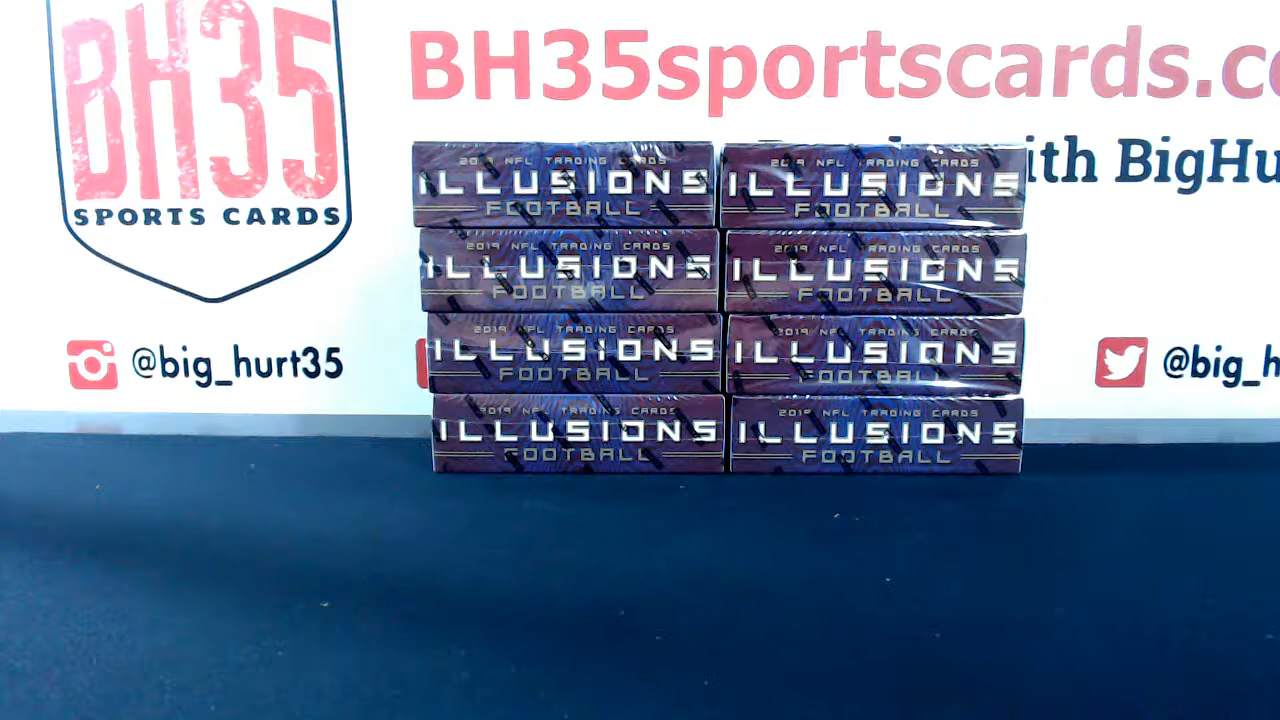 BH35
SPORTS CARDS
BH35sportscards.c
ith BigHu
@big_hurt35
@big_h
2019 NFL TRADING CARDS
ILLUSIONS
FOOTBALL
2019 NFL TRADING CARDS
ILLUSIONS
FOOTBALL
2019 NFL TRADING CARDS
ILLUSIONS
FOOTBALL
2019 NFL TRADING CARDS
ILLUSIONS
FOOTBALL
2019 NFL TRADING CARDS
ILLUSIONS
FOOTBALL
2019 NFL TRADING CARDS
ILLUSIONS
FOOTBALL
2019 NFL TRADING CARDS
ILLUSIONS
FOOTBALL
2019 NFL TRADING CARDS
ILLUSIONS
FOOTBALL